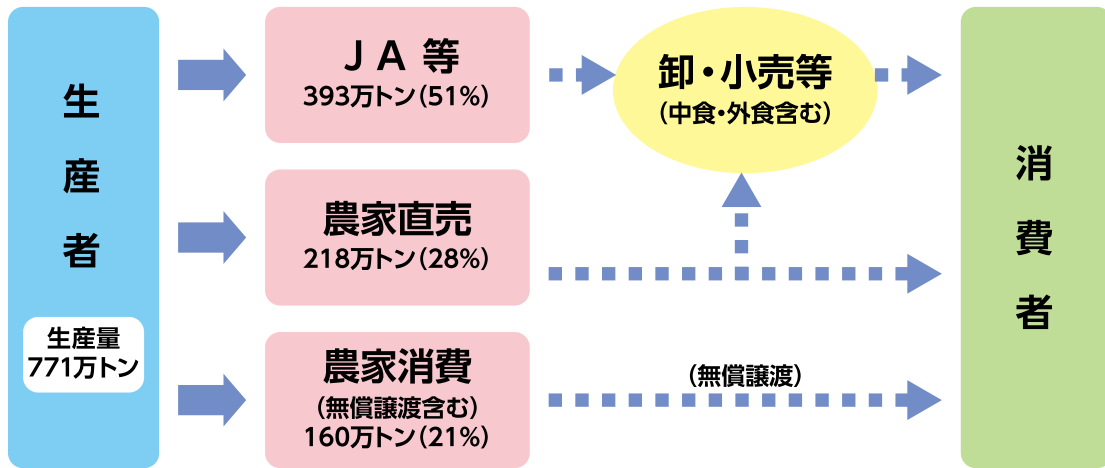 生産者
生産量
771万トン
JA等
393万トン(51%)
農家直売
218万トン(28%)
農家消費
(無償譲渡含む)
160万トン(21%)
卸・小売等
(中食・外食含む)
(無償譲渡)
消費者